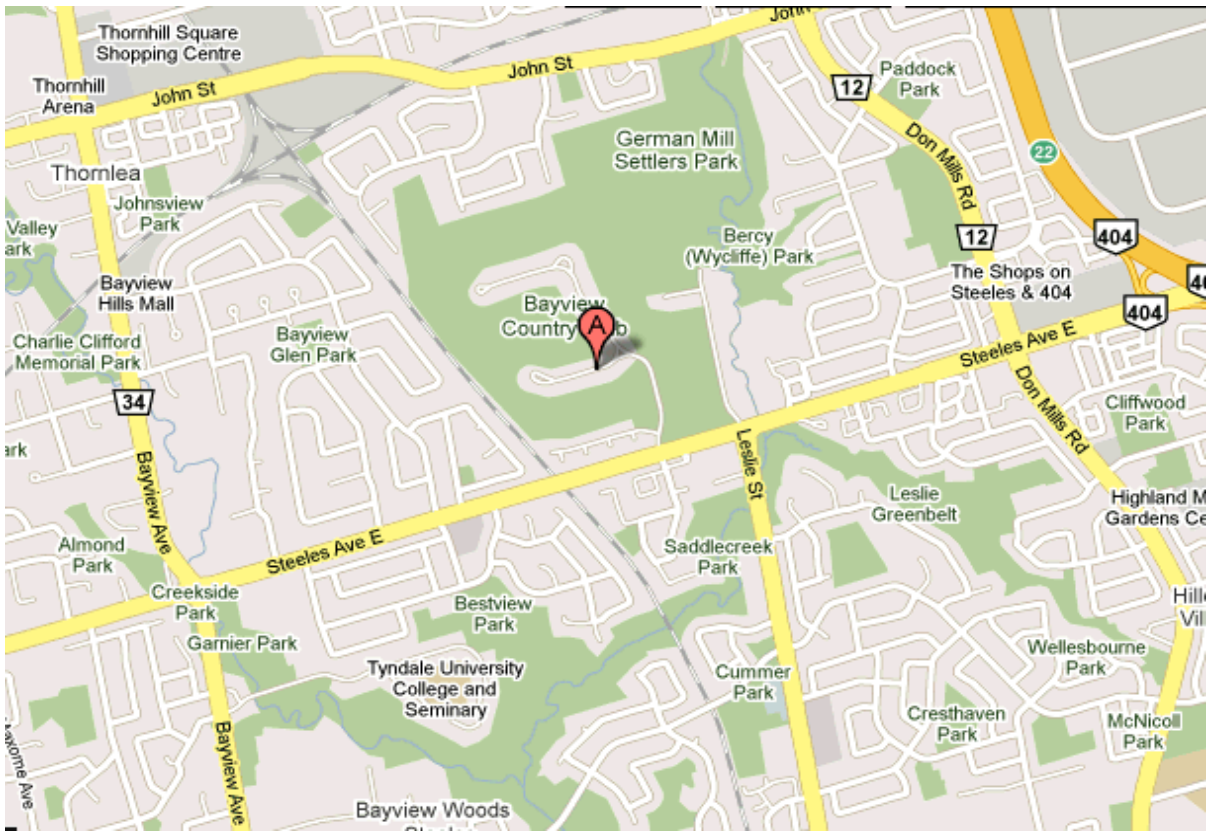 John St
Thornhill Square
Shopping Centre
Thornhill
Arena
John St
John St
Paddock
Park
12
Don Mills Rd
22
German Mill
Settlers Park
Thornlea
Johnsview
Park
Valley
Bercy
(Wycliffe) Park
12
404
The Shops on
Steeles & 404
404
Bayview
Hills Mall
Bayview
Country
A
Bayview
Glen Park
Charlie Clifford
Memorial Park
34
Steeles Ave E
Don Mills Rd
Cliffwood
Park
Bayview Ave
Leslie St
Leslie
Greenbelt
Highland
Gardens
Almond
Park
Steeles Ave E
Saddlecreek
Park
Creekside
Park
Bestview
Park
Garnier Park
Wellesbourne
Park
Tyndale University
College and
Seminary
Cummer
Park
Cresthaven
Park
McNicoll
Park
Bayview Ave
Bayview Woods